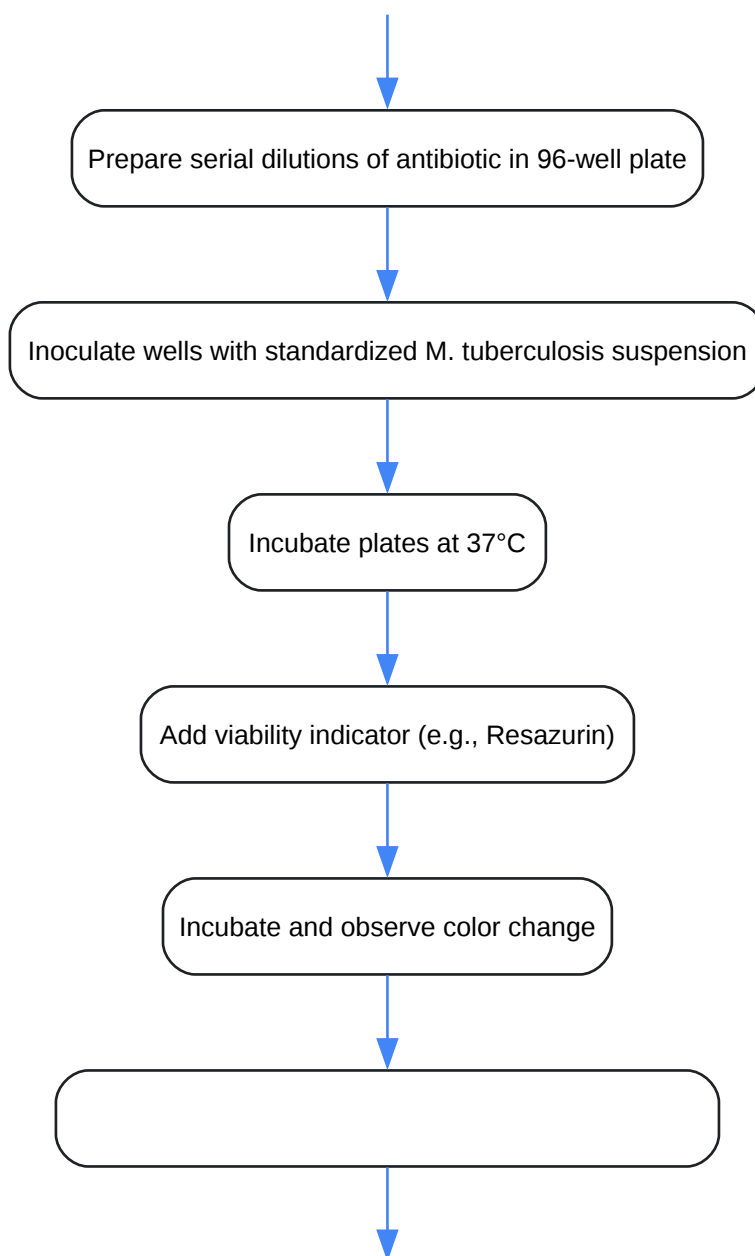 Prepare serial dilutions of antibiotic in 96-well plate
Inoculate wells with standardized M. tuberculosis suspension
Incubate plates at 37°C
Add viability indicator (e.g., Resazurin)
Incubate and observe color change